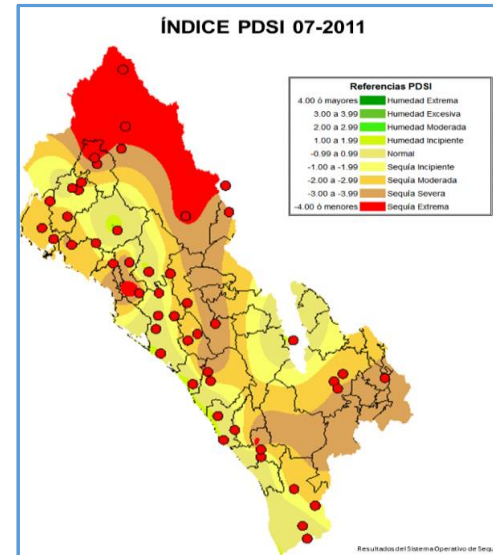 ÍNDICE PDSI 07-2011
Referencias PDSI
4.00 ó mayores Humedad Extrema
3.00 a 3.99 Humedad Excesiva
2.00 a 2.99 Humedad Moderada
1.00 a 1.99 Humedad Incipiente
-0.99 a 0.99 Normal
-1.00 a -1.99 Sequía Incipiente
-2.00 a -2.99 Sequía Moderada
-3.00 a -3.99 Sequía Severa
-4.00 ó menores Sequía Extrema
Resultados del Sistema Operativo de Sequ